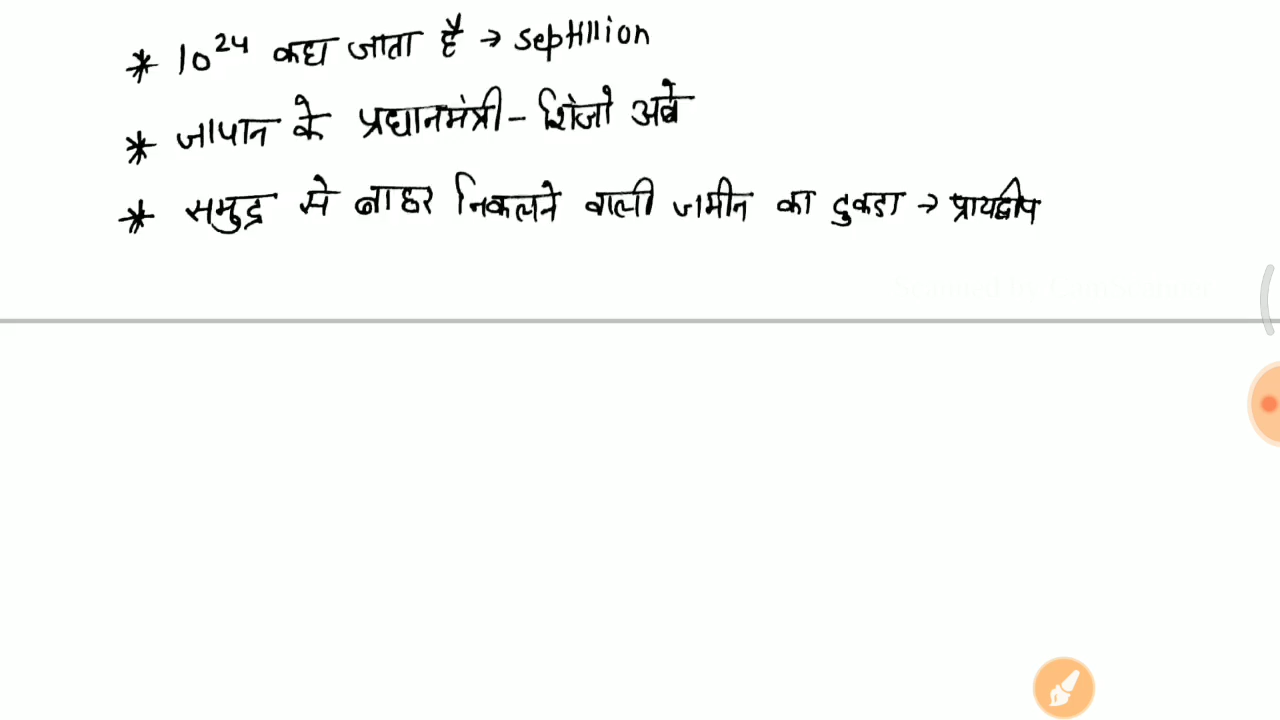 * 10²⁴ कहा जाता है → septillion
* जापान के प्रधानमंत्री - शिंजो अबे
* समुद्र से बाहर निकलने वाली जमीन का टुकडा → प्रायद्वीप